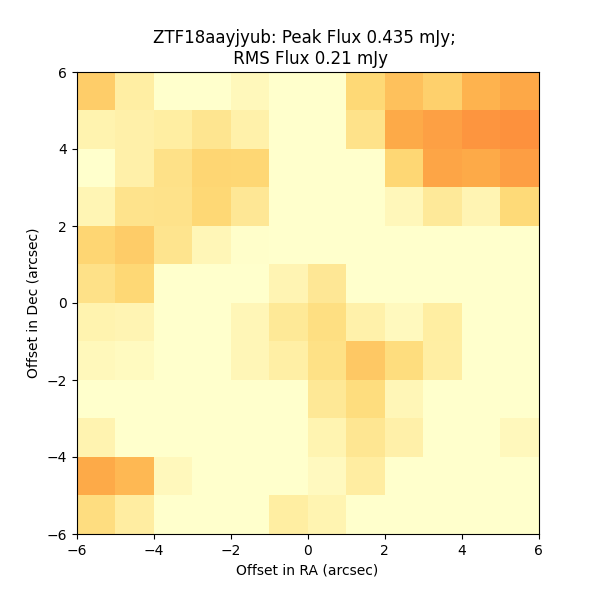 ZTF18aayjyub: Peak Flux 0.435 mJy;
RMS Flux 0.21 mJy
6
4
2
0
−2
−4
−6
Offset in Dec (arcsec)
−6 −4 −2 0 2 4 6
Offset in RA (arcsec)